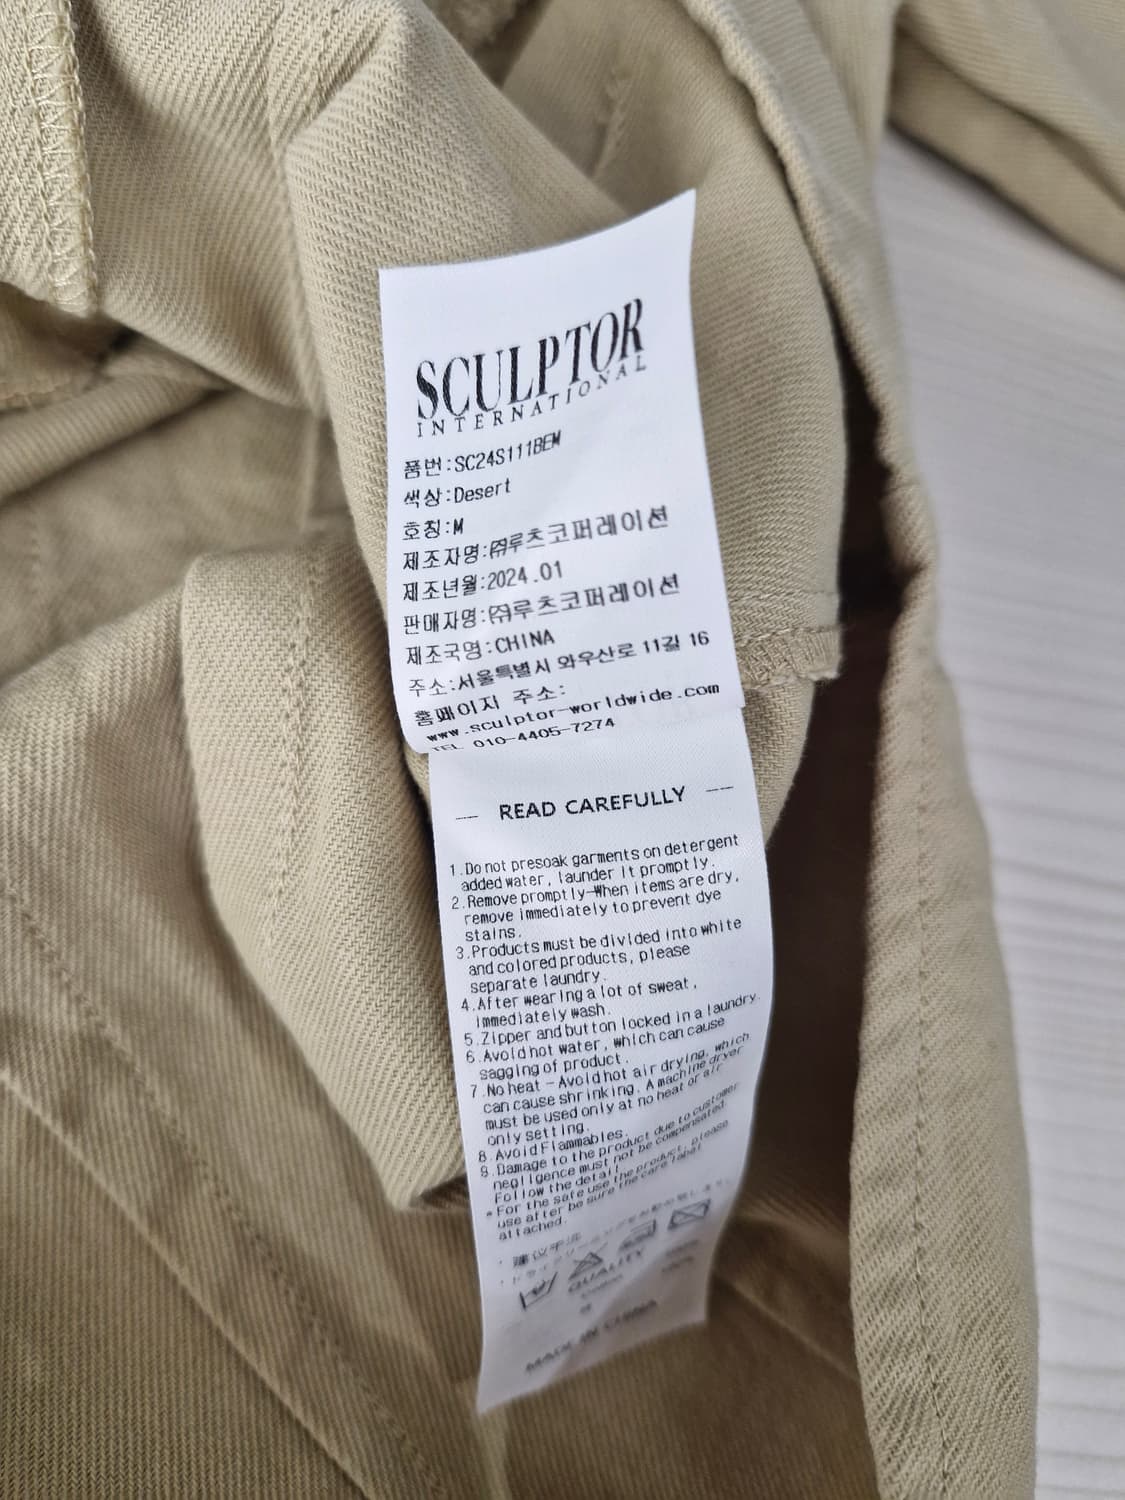 SCULPTOR
INTERNATIONAL
품번:SC24S111BEM
색상:Desert
호칭:M
제조자명:㈜루츠코퍼레이션
제조년월:2024.01
판매자명:㈜루츠코퍼레이션
제조국명:CHINA
주소:서울특별시 와우산로 11길 16
홈페이지 주소:
www.sculptor-worldwide.com
TEL 010-4405-7274
READ CAREFULLY
1.Do not presoak garments on detergent
added water, launder it promptly.
2.Remove promptly-When items are dry,
remove immediately to prevent dye
stains.
3.Products must be divided into white
and colored products, please
separate laundry.
4.After wearing a lot of sweat,
immediately wash.
5.Zipper and button locked in a laundry.
6.Avoid hot water, which can cause
sagging of product.
7.No heat - Avoid hot air drying, which
can cause shrinking. A machine dryer
must be used only at no heat or air
only setting.
8.Avoid Flammables.
9.Damage to the product due to customer
negligence must not be compensated.
Follow the detail.
*For the safe use the product, please
use after be sure the care label
attached.
建议干洗
QUALITY
Cotton 100%
MADE IN CHINA